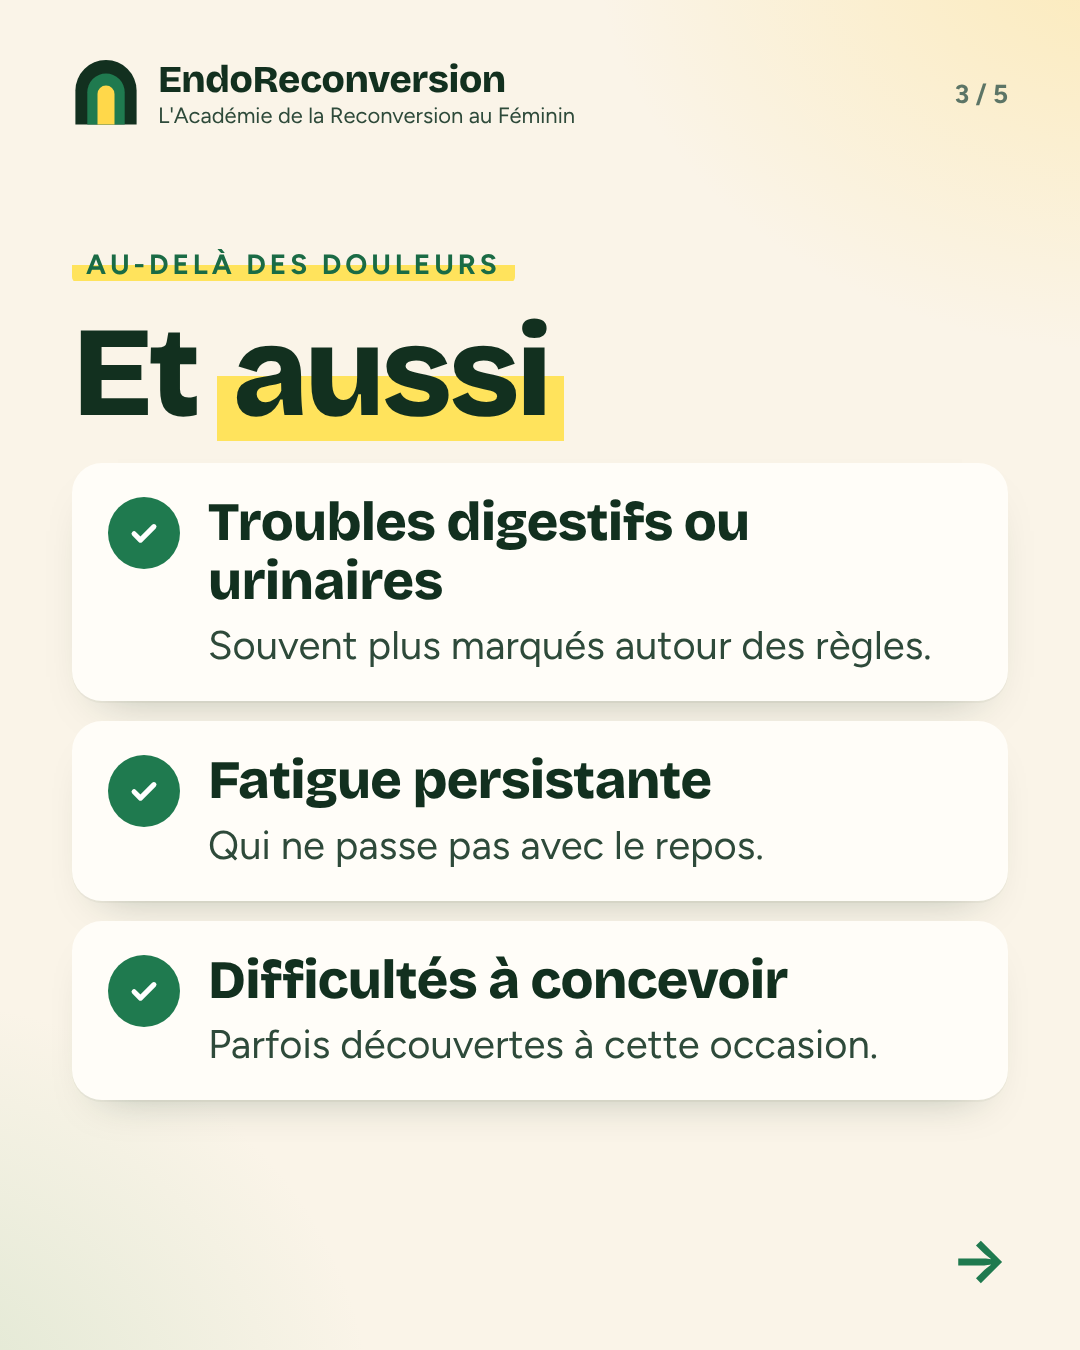 EndoReconversion
L'Académie de la Reconversion au Féminin
3 / 5
AU-DELÀ DES DOULEURS
Et aussi
Troubles digestifs ou
urinaires
Souvent plus marqués autour des règles.
Fatigue persistante
Qui ne passe pas avec le repos.
Difficultés à concevoir
Parfois découvertes à cette occasion.